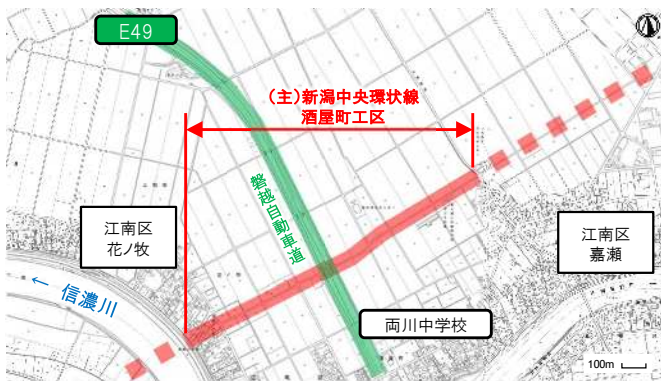 E49
(主)新潟中央環状線
酒屋町工区
磐越自動車道
江南区
花ノ牧
江南区
嘉瀬
← 信濃川
両川中学校
100m